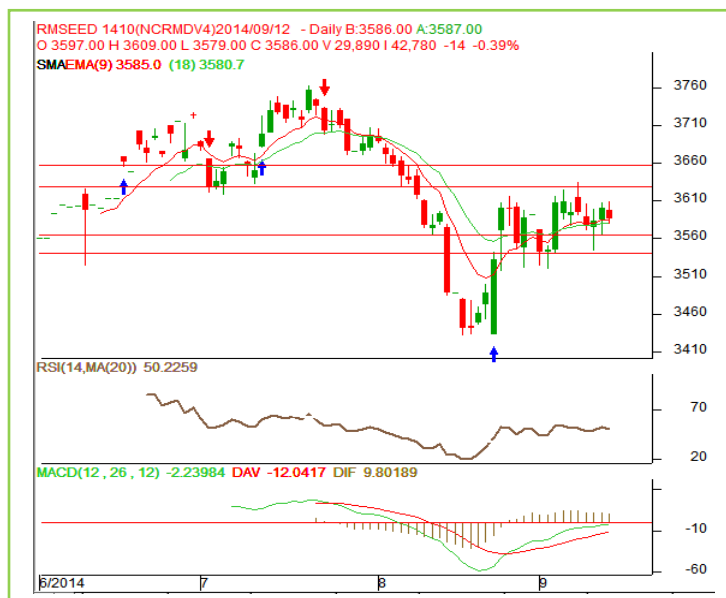 RMSEED 1410(NCRMDV4)2014/09/12 - Daily B:3586.00 A:3587.00
O 3597.00 H 3609.00 L 3579.00 C 3586.00 V 29,890 I 42,780 -14 -0.39%
SMAEMA(9) 3585.0 (18) 3580.7
3760
3710
3660
3610
3560
3510
3460
3410
RSI(14,MA(20)) 50.2259
70
20
MACD(12 , 26 , 12) -2.23984 DAV -12.0417 DIF 9.80189
-10
-60
6/2014 7 8 9